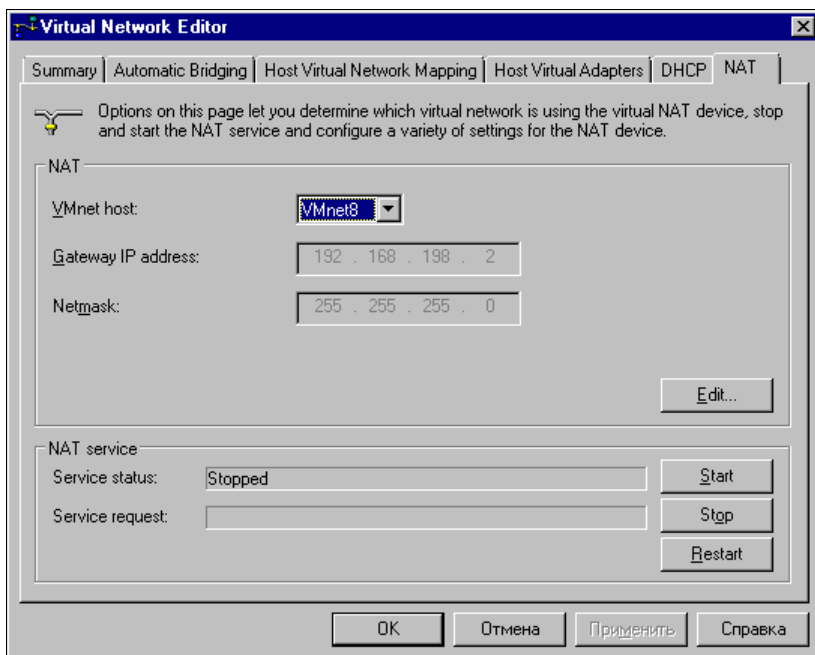 Virtual Network Editor
Summary Automatic Bridging Host Virtual Network Mapping Host Virtual Adapters DHCP NAT
Options on this page let you determine which virtual network is using the virtual NAT device, stop
and start the NAT service and configure a variety of settings for the NAT device.
NAT
VMnet host: VMnet8
Gateway IP address: 192 . 168 . 198 . 2
Netmask: 255 . 255 . 255 . 0
Edit...
NAT service
Service status: Stopped Start
Service request: Stop
Restart
OK Отмена Применить Справка